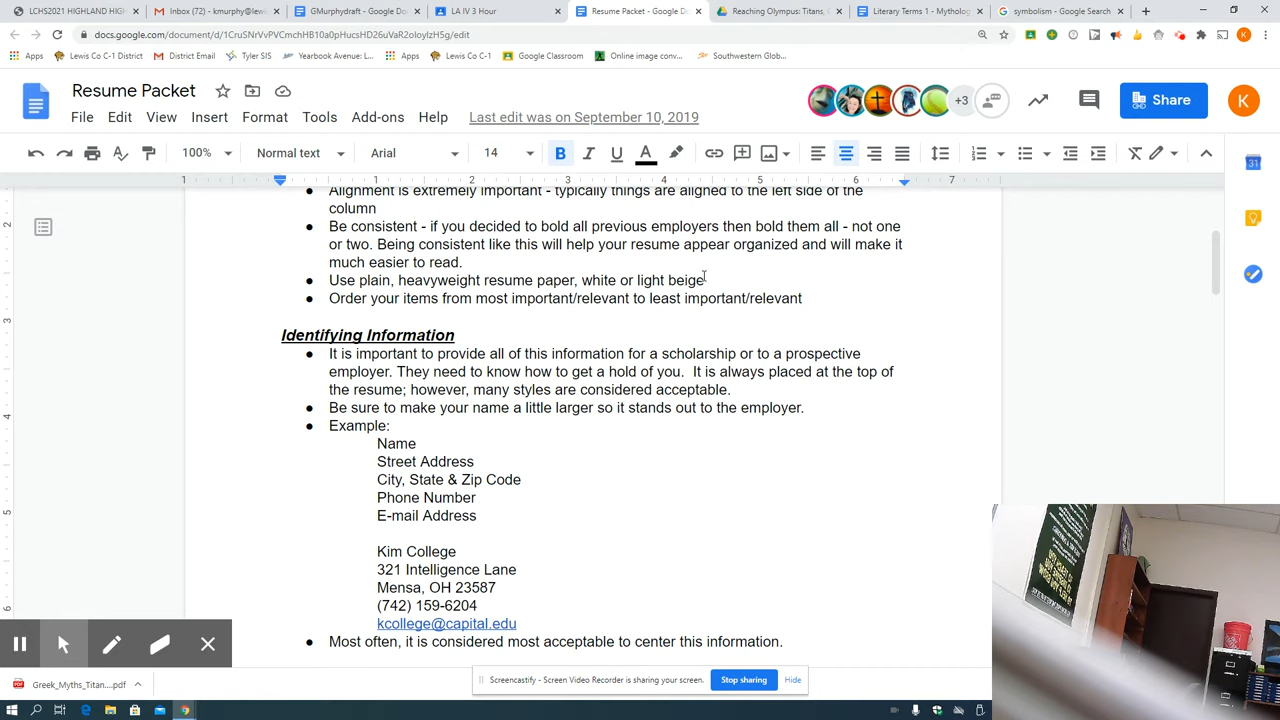 LCHS2021 HIGHLAND HIGH
Inbox (72) - kmurphy@lewi
GMurphydraft - Google Do
LA IV 3 Hour
Resume Packet - Google D
Reaching Olympus: Titans,
Literary Terms 1 - Mytholog
symbolism - Google Search
docs.google.com/document/d/1CruSNrVvPVCmchHB10a0pHucsHD26uVaR2oloylzH5g/edit
Apps
Lewis Co C-1 District
District Email
Tyler SIS
Yearbook Avenue: L...
Apps
Lewis Co C-1
Google Classroom
Online image conv...
Southwestern Glob...
Resume Packet
File Edit View Insert Format Tools Add-ons Help Last edit was on September 10, 2019
+3
Share
K
100% Normal text Arial 14
1 1 2 3 4 5 6 7
Alignment is extremely important - typically things are aligned to the left side of the
column
Be consistent - if you decided to bold all previous employers then bold them all - not one
or two. Being consistent like this will help your resume appear organized and will make it
much easier to read.
Use plain, heavyweight resume paper, white or light beige
Order your items from most important/relevant to least important/relevant
Identifying Information
It is important to provide all of this information for a scholarship or to a prospective
employer. They need to know how to get a hold of you. It is always placed at the top of
the resume; however, many styles are considered acceptable.
Be sure to make your name a little larger so it stands out to the employer.
Example:
Name
Street Address
City, State & Zip Code
Phone Number
E-mail Address
Kim College
321 Intelligence Lane
Mensa, OH 23587
(742) 159-6204
kcollege@capital.edu
Most often, it is considered most acceptable to center this information.
Screencastify - Screen Video Recorder is sharing your screen.
Stop sharing
Hide
Greek_Myths_Titan....pdf